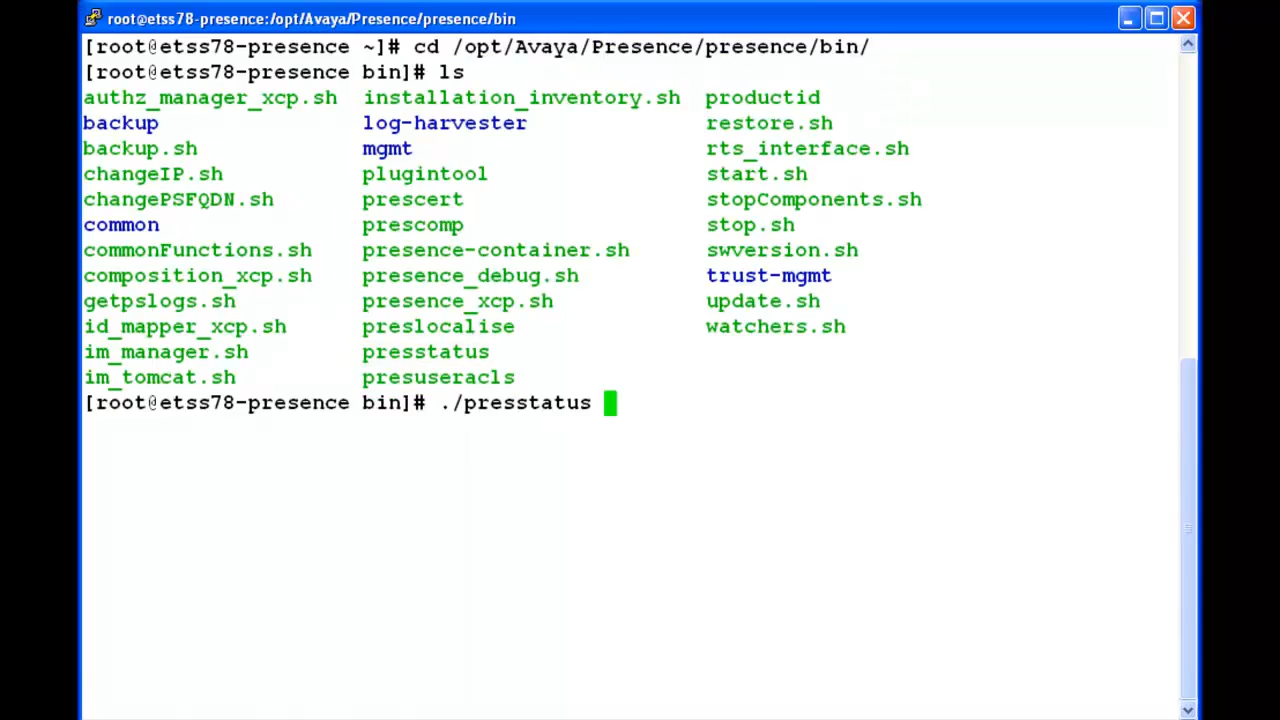 root@etss78-presence:/opt/Avaya/Presence/presence/bin
[root@etss78-presence ~]# cd /opt/Avaya/Presence/presence/bin/
[root@etss78-presence bin]# ls
authz_manager_xcp.sh installation_inventory.sh productid
backup log-harvester restore.sh
backup.sh mgmt rts_interface.sh
changeIP.sh plugintool start.sh
changePSFQDN.sh prescert stopComponents.sh
common prescomp stop.sh
commonFunctions.sh presence-container.sh swversion.sh
composition_xcp.sh presence_debug.sh trust-mgmt
getpslogs.sh presence_xcp.sh update.sh
id_mapper_xcp.sh preslocalise watchers.sh
im_manager.sh presstatus
im_tomcat.sh presuseracls
[root@etss78-presence bin]# ./presstatus